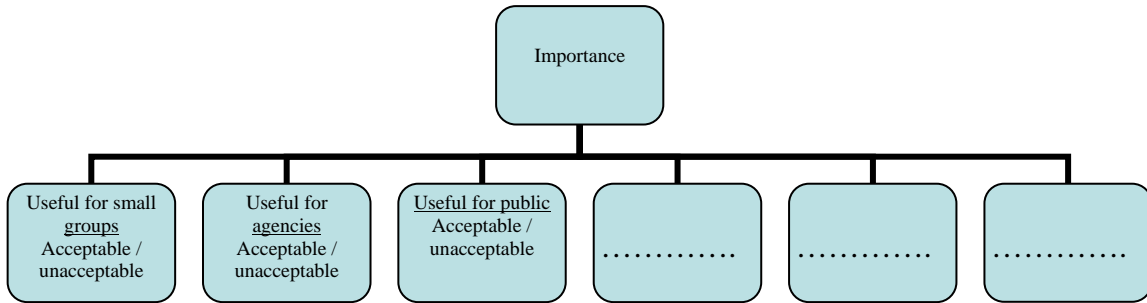 Importance
Useful for small
groups
Acceptable /
unacceptable
Useful for
agencies
Acceptable /
unacceptable
Useful for public
Acceptable /
unacceptable
………….
………….
………….